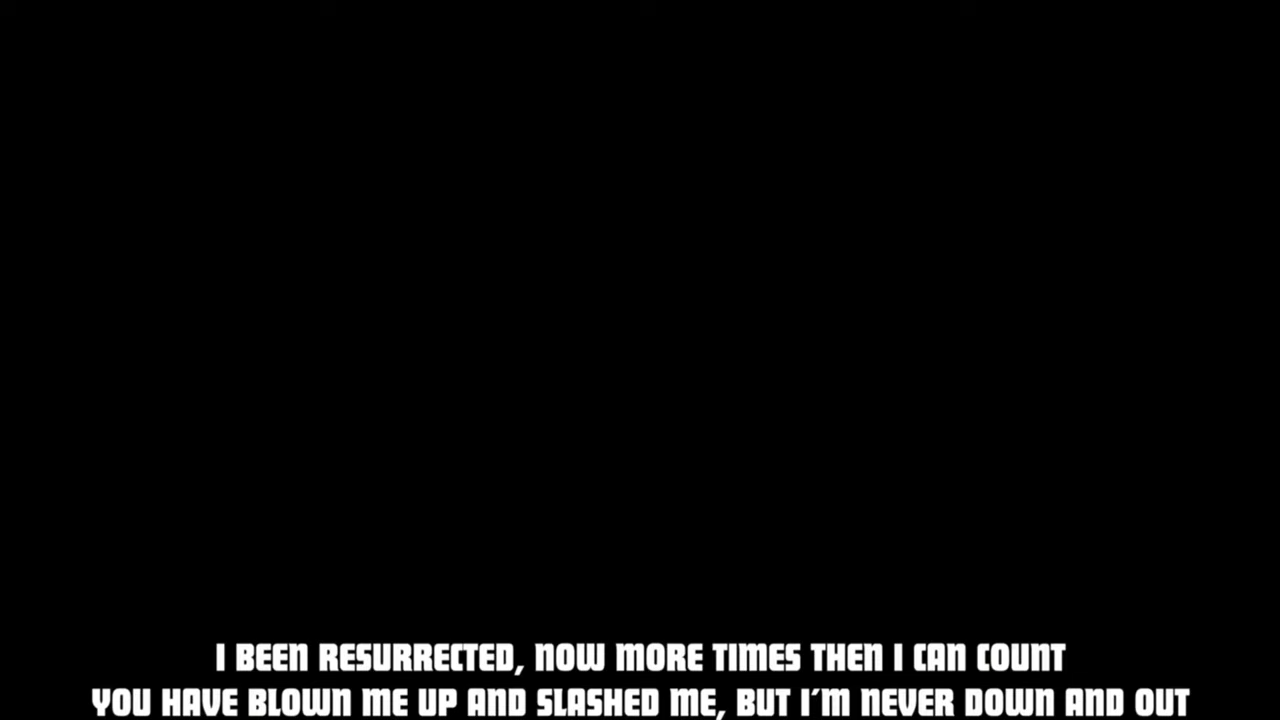 I BEEN RESURRECTED, NOW MORE TIMES THEN I CAN COUNT
YOU HAVE BLOWN ME UP AND SLASHED ME, BUT I'M NEVER DOWN AND OUT